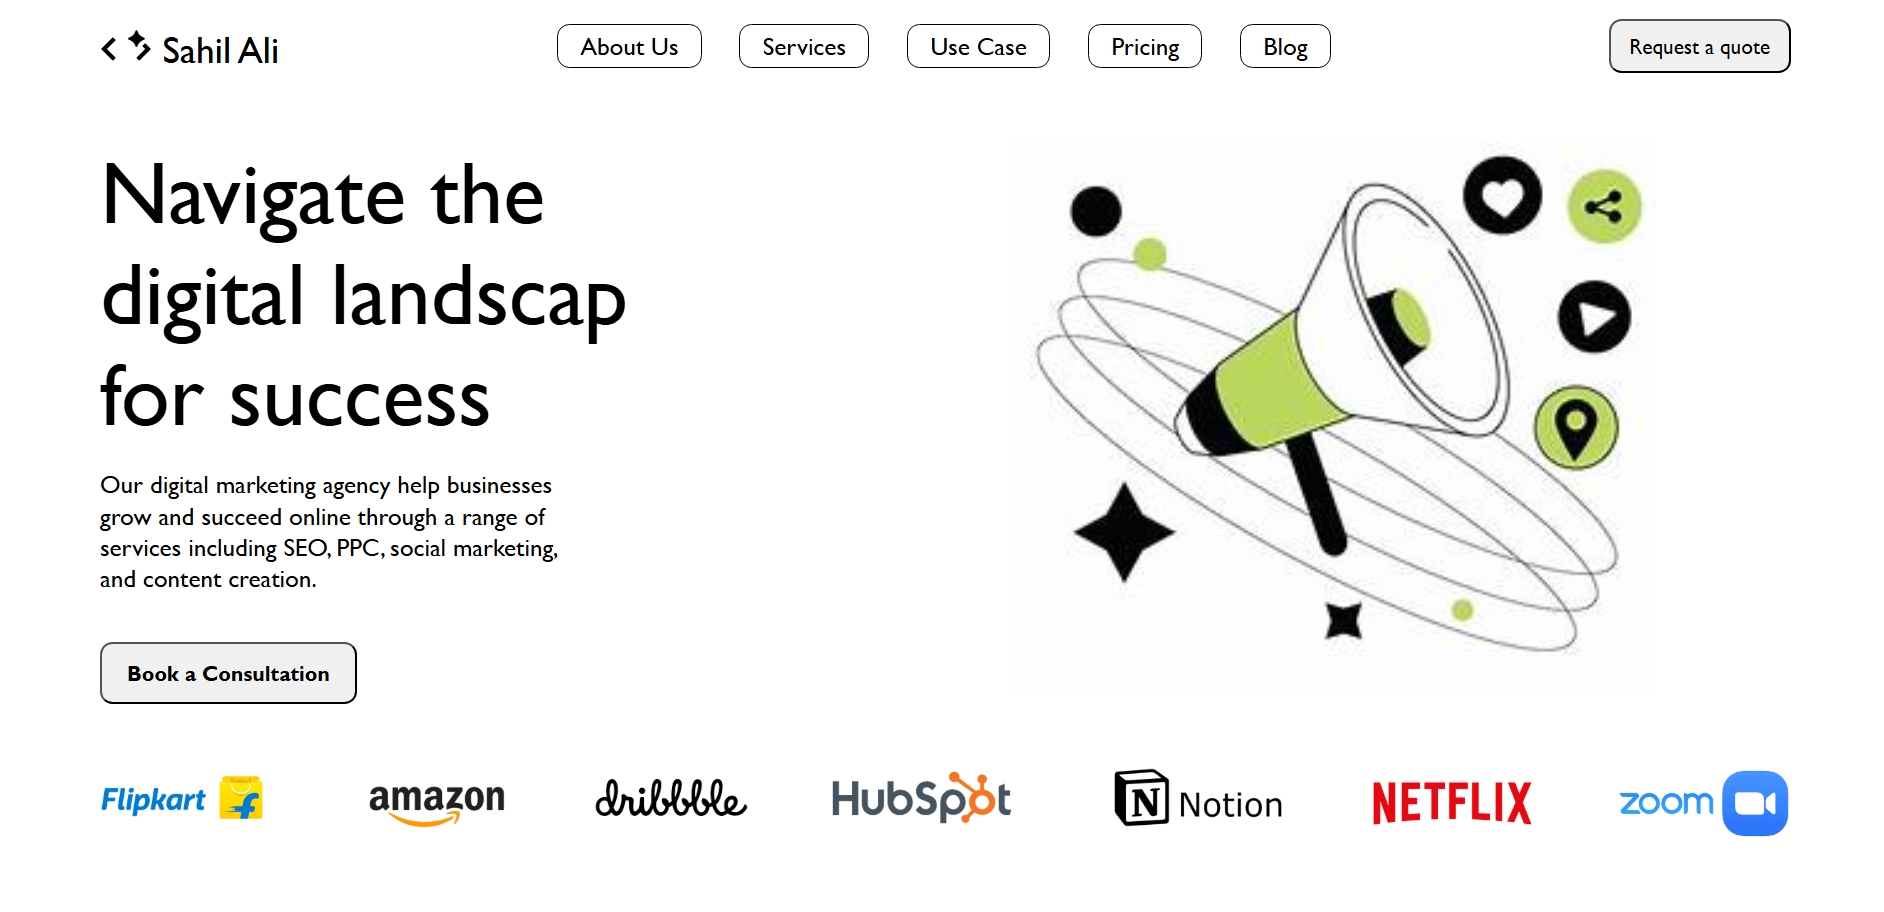 Sahil Ali
About Us
Services
Use Case
Pricing
Blog
Request a quote
Navigate the
digital landscap
for success
Our digital marketing agency help businesses
grow and succeed online through a range of
services including SEO, PPC, social marketing,
and content creation.
Book a Consultation
Flipkart
amazon
dribbble
HubSpot
N Notion
NETFLIX
zoom